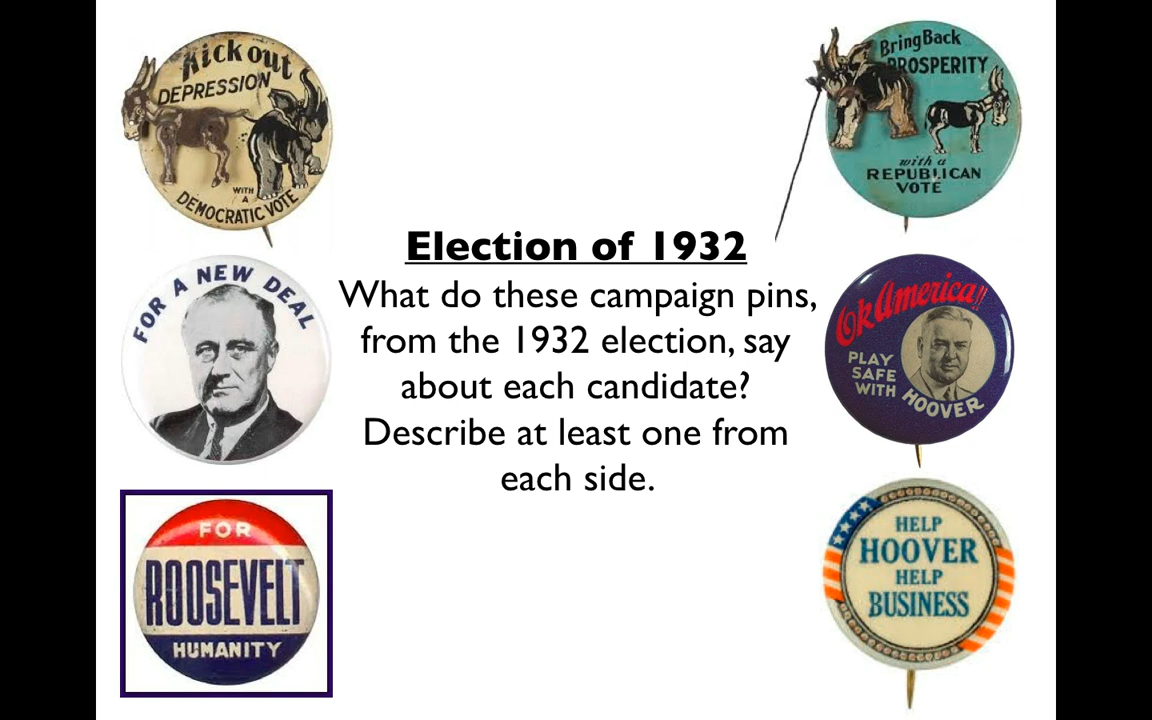 Kick out
DEPRESSION
WITH
A
DEMOCRATIC VOTE
Bring Back
PROSPERITY
with a
REPUBLICAN
VOTE
Election of 1932
What do these campaign pins,
from the 1932 election, say
about each candidate?
Describe at least one from
each side.
FOR A NEW DEAL
Ok America!!
PLAY
SAFE
WITH
HOOVER
FOR
ROOSEVELT
HUMANITY
HELP
HOOVER
HELP
BUSINESS